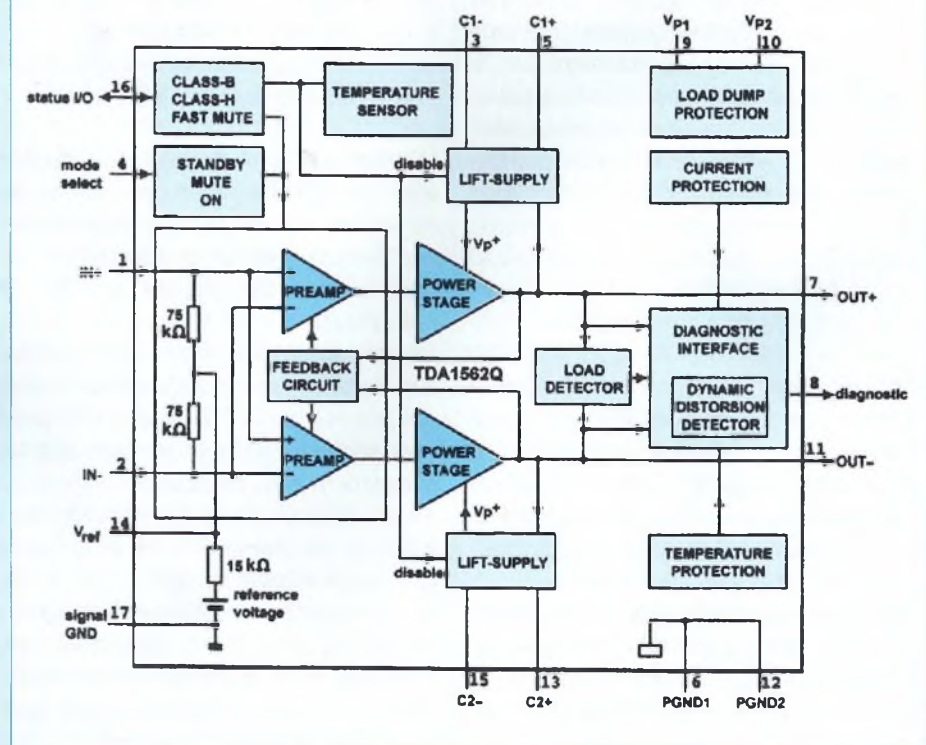 C1-
C1+
VP1
VP2
3
5
9
10
16
status I/O
CLASS-B
CLASS-H
FAST MUTE
TEMPERATURE
SENSOR
LOAD DUMP
PROTECTION
4
mode
select
STANDBY
MUTE
ON
disable
LIFT-SUPPLY
CURRENT
PROTECTION
Vp+
1
PREAMP
POWER
STAGE
7
OUT+
75
kΩ
FEEDBACK
CIRCUIT
TDA1562Q
LOAD
DETECTOR
DIAGNOSTIC
INTERFACE
DYNAMIC
DISTORSION
DETECTOR
8
diagnostic
75
kΩ
PREAMP
POWER
STAGE
11
OUT–
IN-
2
Vp+
Vref
14
15 kΩ
disable
LIFT-SUPPLY
TEMPERATURE
PROTECTION
reference
voltage
signal
GND
17
15
13
6
12
C2–
C2+
PGND1
PGND2